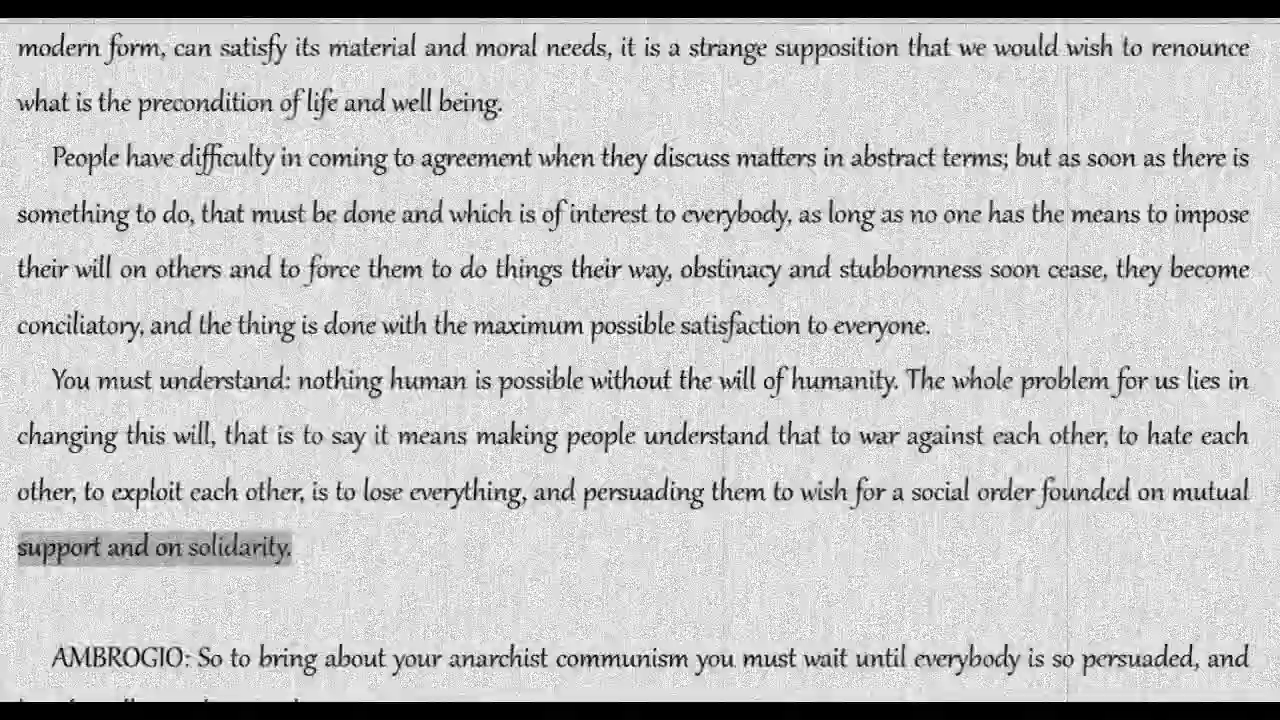 modern form, can satisfy its material and moral needs, it is a strange supposition that we would wish to renounce
what is the precondition of life and well being.
People have difficulty in coming to agreement when they discuss matters in abstract terms; but as soon as there is
something to do, that must be done and which is of interest to everybody, as long as no one has the means to impose
their will on others and to force them to do things their way, obstinacy and stubbornness soon cease, they become
conciliatory, and the thing is done with the maximum possible satisfaction to everyone.
You must understand: nothing human is possible without the will of humanity. The whole problem for us lies in
changing this will, that is to say it means making people understand that to war against each other, to hate each
other, to exploit each other, is to lose everything, and persuading them to wish for a social order founded on mutual
support and on solidarity.
AMBROGIO: So to bring about your anarchist communism you must wait until everybody is so persuaded, and